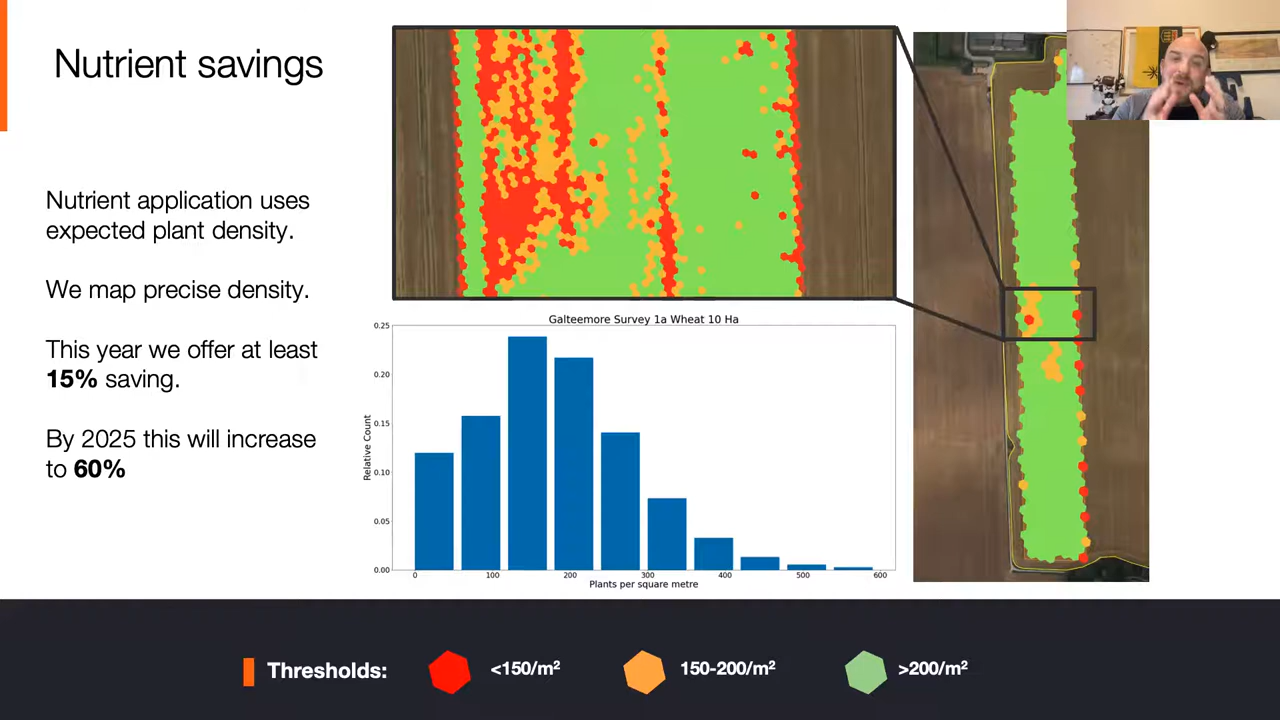 Nutrient savings
Nutrient application uses
expected plant density.
We map precise density.
This year we offer at least
15% saving.
By 2025 this will increase
to 60%
Galteemore Survey 1a Wheat 10 Ha
Relative Count
0.25
0.20
0.15
0.10
0.05
0.00
0
100
200
300
400
500
600
Plants per square metre
Thresholds:
<150/m²
150-200/m²
>200/m²